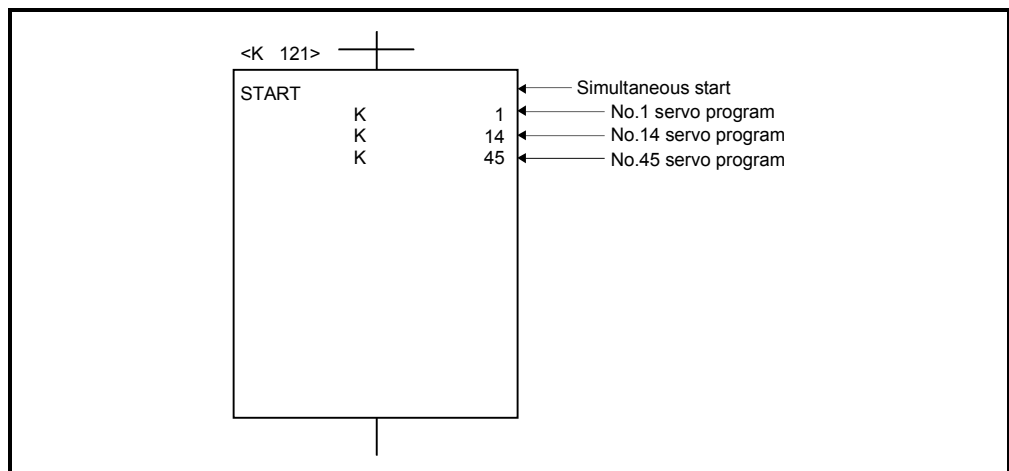 <K 121>
START Simultaneous start
K 1 No.1 servo program
K 14 No.14 servo program
K 45 No.45 servo program